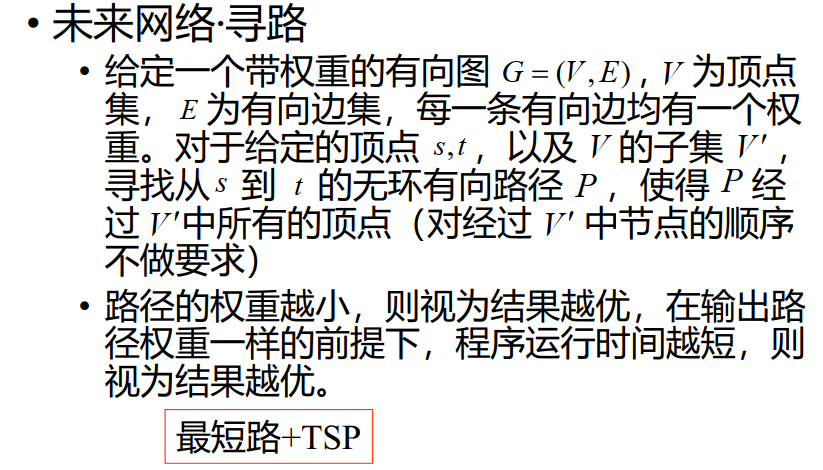 • 未来网络·寻路
• 给定一个带权重的有向图 G = (V, E) , V 为顶点
集， E 为有向边集，每一条有向边均有一个权
重。对于给定的顶点 s, t ，以及 V 的子集 V′ ，
寻找从 s 到 t 的无环有向路径 P ，使得 P 经
过 V′中所有的顶点（对经过 V′ 中节点的顺序
不做要求）
• 路径的权重越小，则视为结果越优，在输出路
径权重一样的前提下，程序运行时间越短，则
视为结果越优。
最短路+TSP